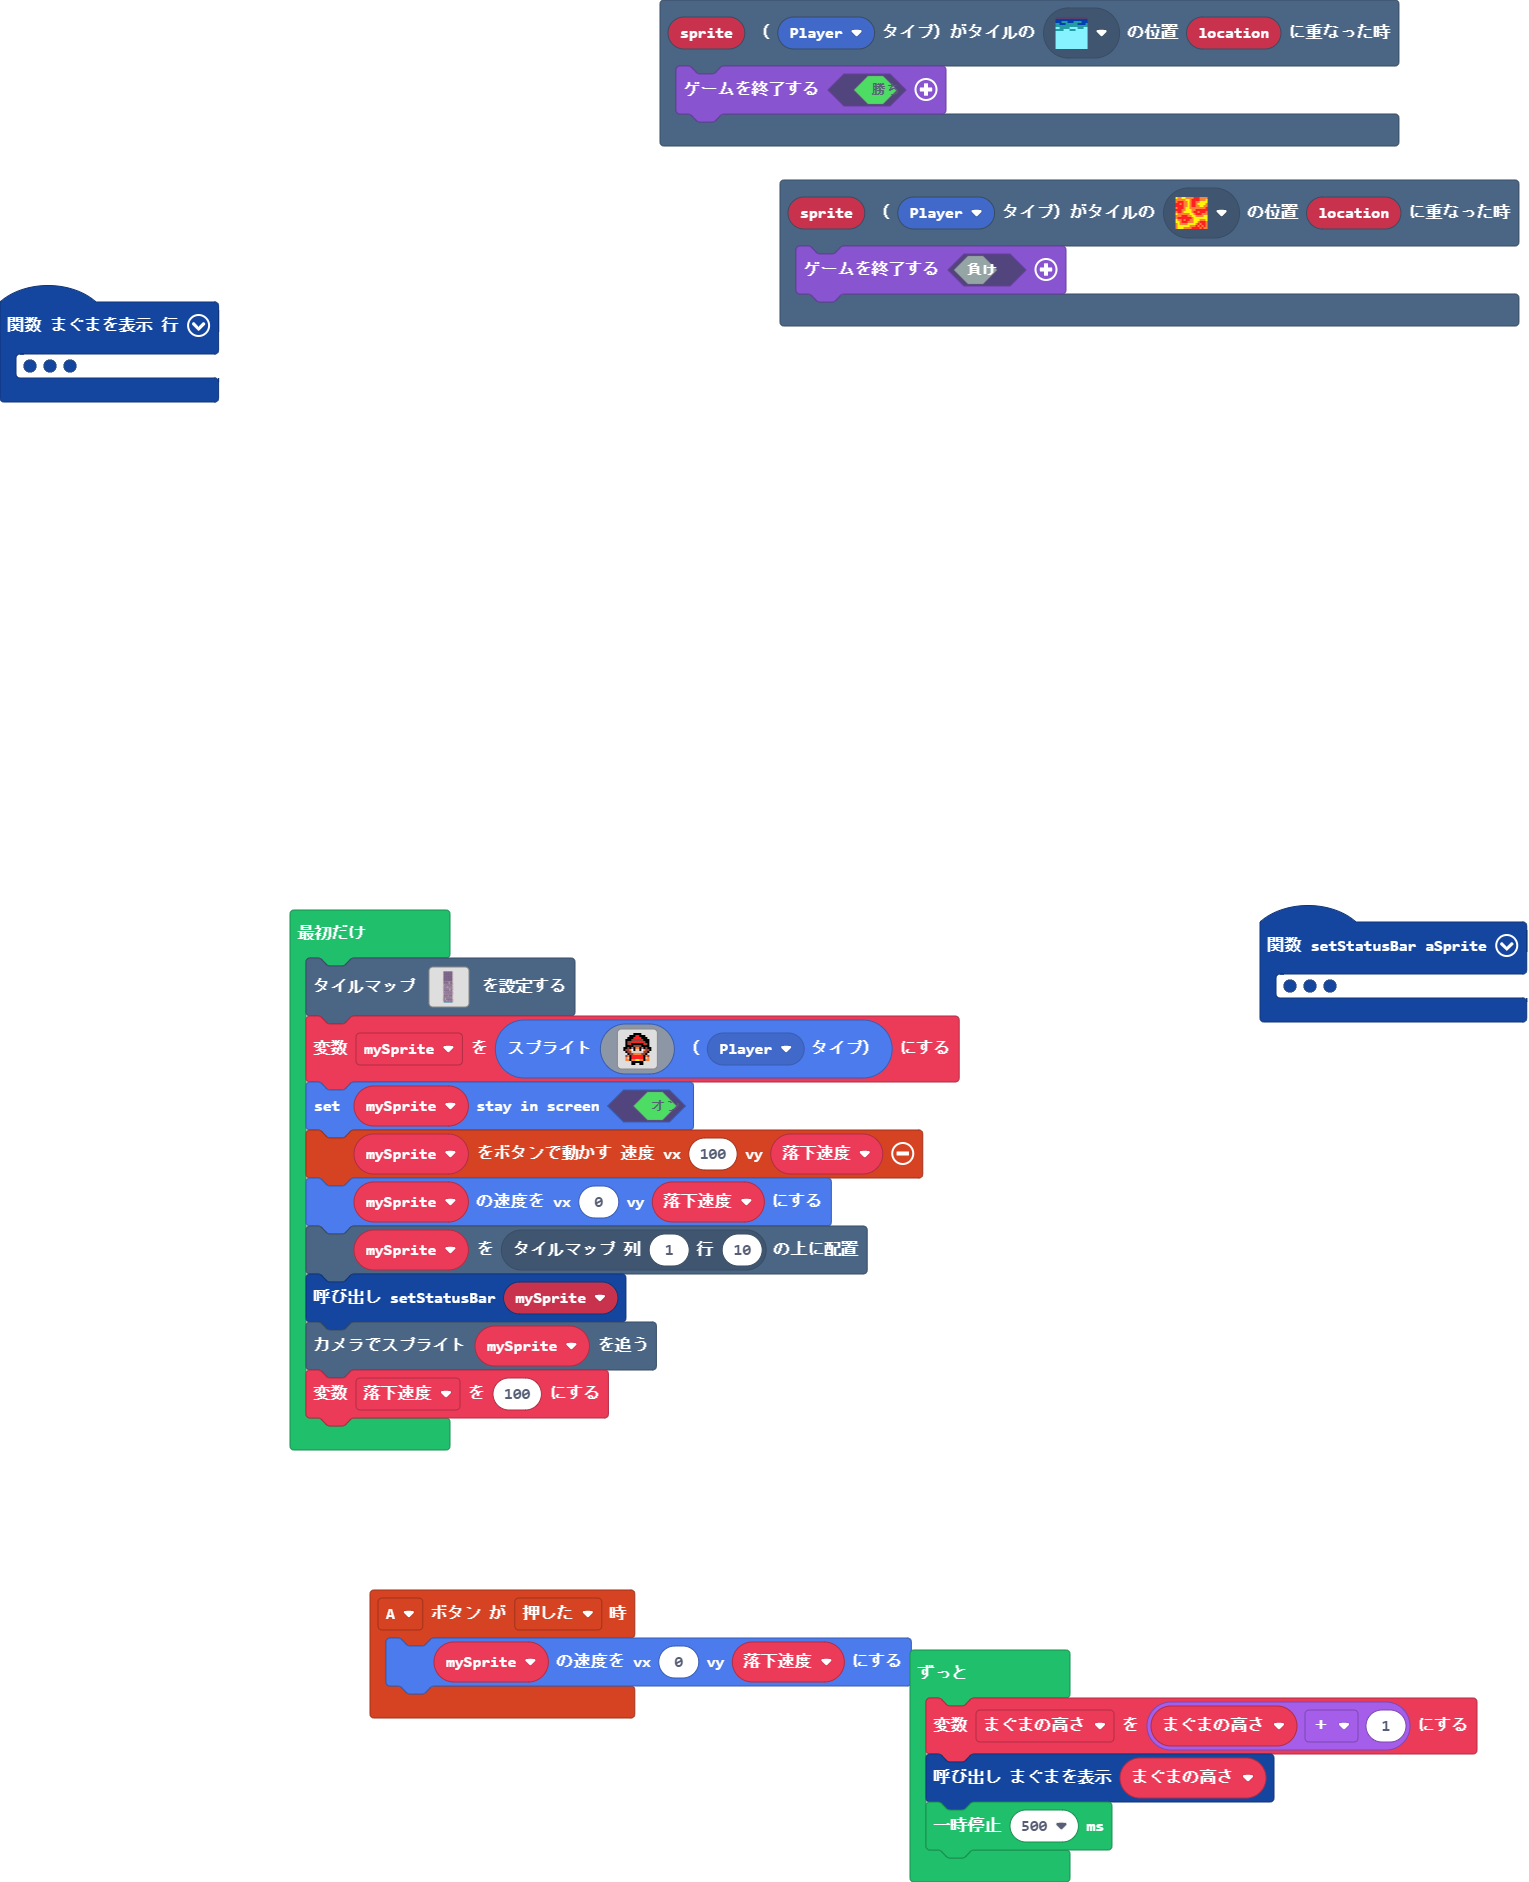 sprite ( Player タイプ) がタイルの の位置 location に重なった時
ゲームを終了する 勝ち
sprite ( Player タイプ) がタイルの の位置 location に重なった時
ゲームを終了する 負け
関数 まぐまを表示 行
関数 setStatusBar aSprite
最初だけ
タイルマップ を設定する
変数 mySprite を スプライト ( Player タイプ) にする
set mySprite stay in screen オ
mySprite をボタンで動かす 速度 vx 100 vy 落下速度
mySprite の速度を vx 0 vy 落下速度 にする
mySprite を タイルマップ 列 1 行 10 の上に配置
呼び出し setStatusBar mySprite
カメラでスプライト mySprite を追う
変数 落下速度 を 100 にする
A ボタン が 押した 時
mySprite の速度を vx 0 vy 落下速度 にする
ずっと
変数 まぐまの高さ を まぐまの高さ + 1 にする
呼び出し まぐまを表示 まぐまの高さ
一時停止 500 ms